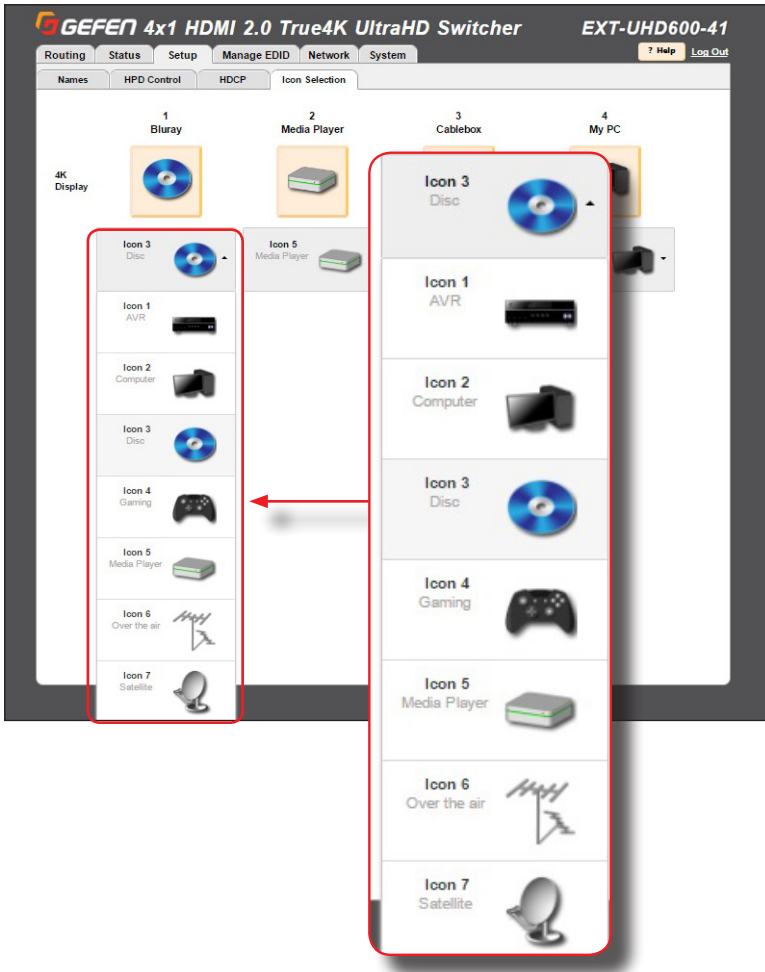 GEFEN 4x1 HDMI 2.0 True4K UltraHD Switcher EXT-UHD600-41
Routing Status Setup Manage EDID Network System ? Help Log Out
Names HPD Control HDCP Icon Selection
1 2 3 4
Bluray Media Player Cablebox My PC
4K
Display
Icon 3
Disc
Icon 1
AVR
Icon 2
Computer
Icon 3
Disc
Icon 4
Gaming
Icon 5
Media Player
Icon 6
Over the air
Icon 7
Satellite
Icon 5
Media Player
Icon 3
Disc
Icon 1
AVR
Icon 2
Computer
Icon 3
Disc
Icon 4
Gaming
Icon 5
Media Player
Icon 6
Over the air
Icon 7
Satellite